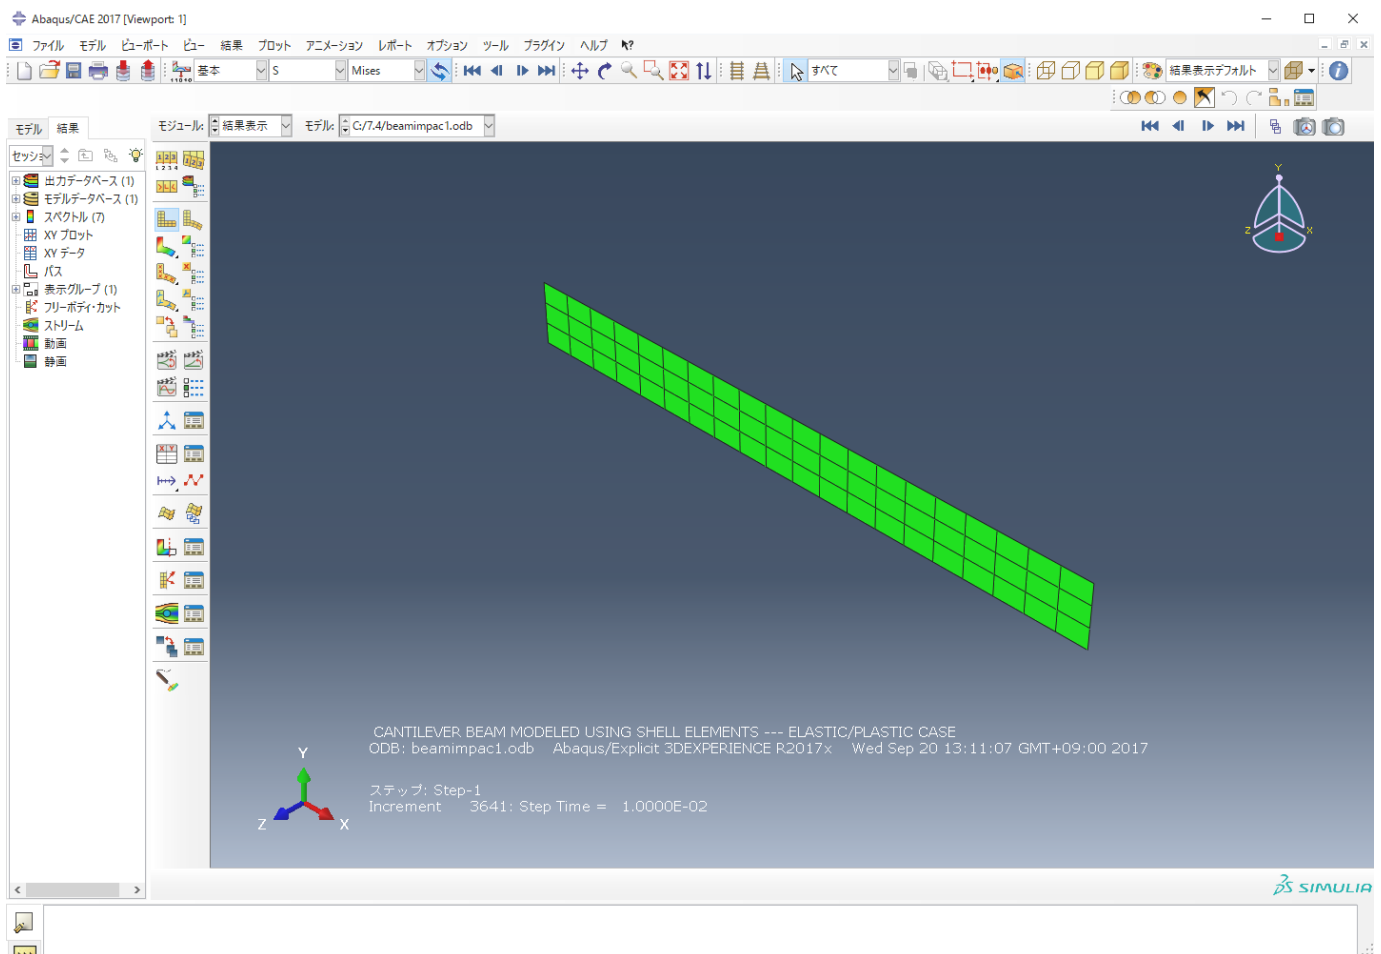 Abaqus/CAE 2017 [Viewport: 1]
ファイル モデル ビューポート ビュー 結果 プロット アニメーション レポート オプション ツール プラグイン ヘルプ
基本 S Mises すべて 結果表示デフォルト
モデル 結果 モジュール: 結果表示 モデル: C:/7.4/beamimpac1.odb
セッショ
出力データベース (1)
モデルデータベース (1)
スペクトル (7)
XY プロット
XY データ
パス
表示グループ (1)
フリーボディ・カット
ストリーム
動画
静画
Y
Z X
CANTILEVER BEAM MODELED USING SHELL ELEMENTS --- ELASTIC/PLASTIC CASE
ODB: beamimpac1.odb Abaqus/Explicit 3DEXPERIENCE R2017x Wed Sep 20 13:11:07 GMT+09:00 2017
ステップ: Step-1
Increment 3641: Step Time = 1.0000E-02
Y
Z X
SIMULIA